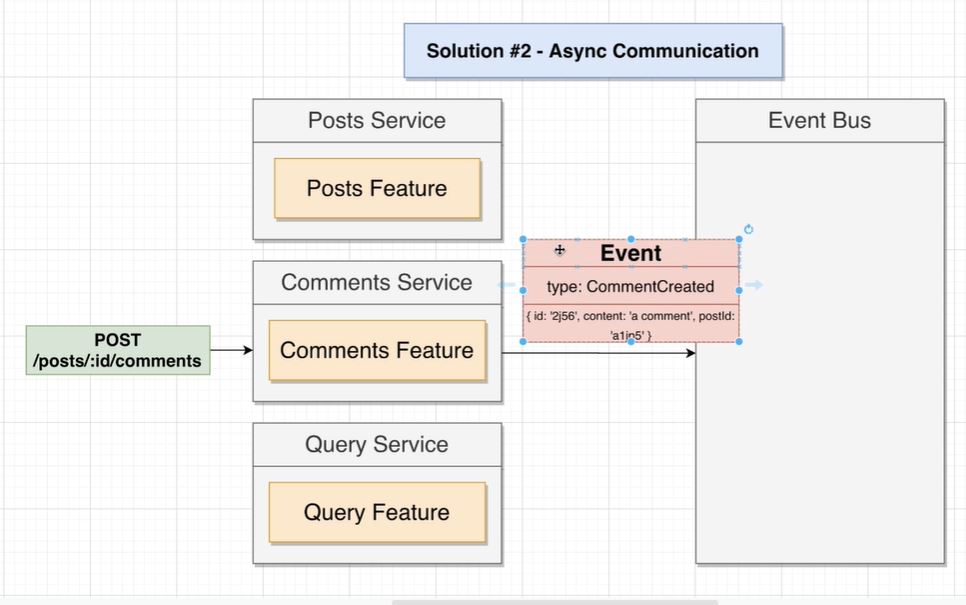 Solution #2 - Async Communication
Posts Service
Event Bus
Posts Feature
Event
type: CommentCreated
{ id: '2j56', content: 'a comment', postId:
'a1jp5' }
Comments Service
Comments Feature
POST
/posts/:id/comments
Query Service
Query Feature